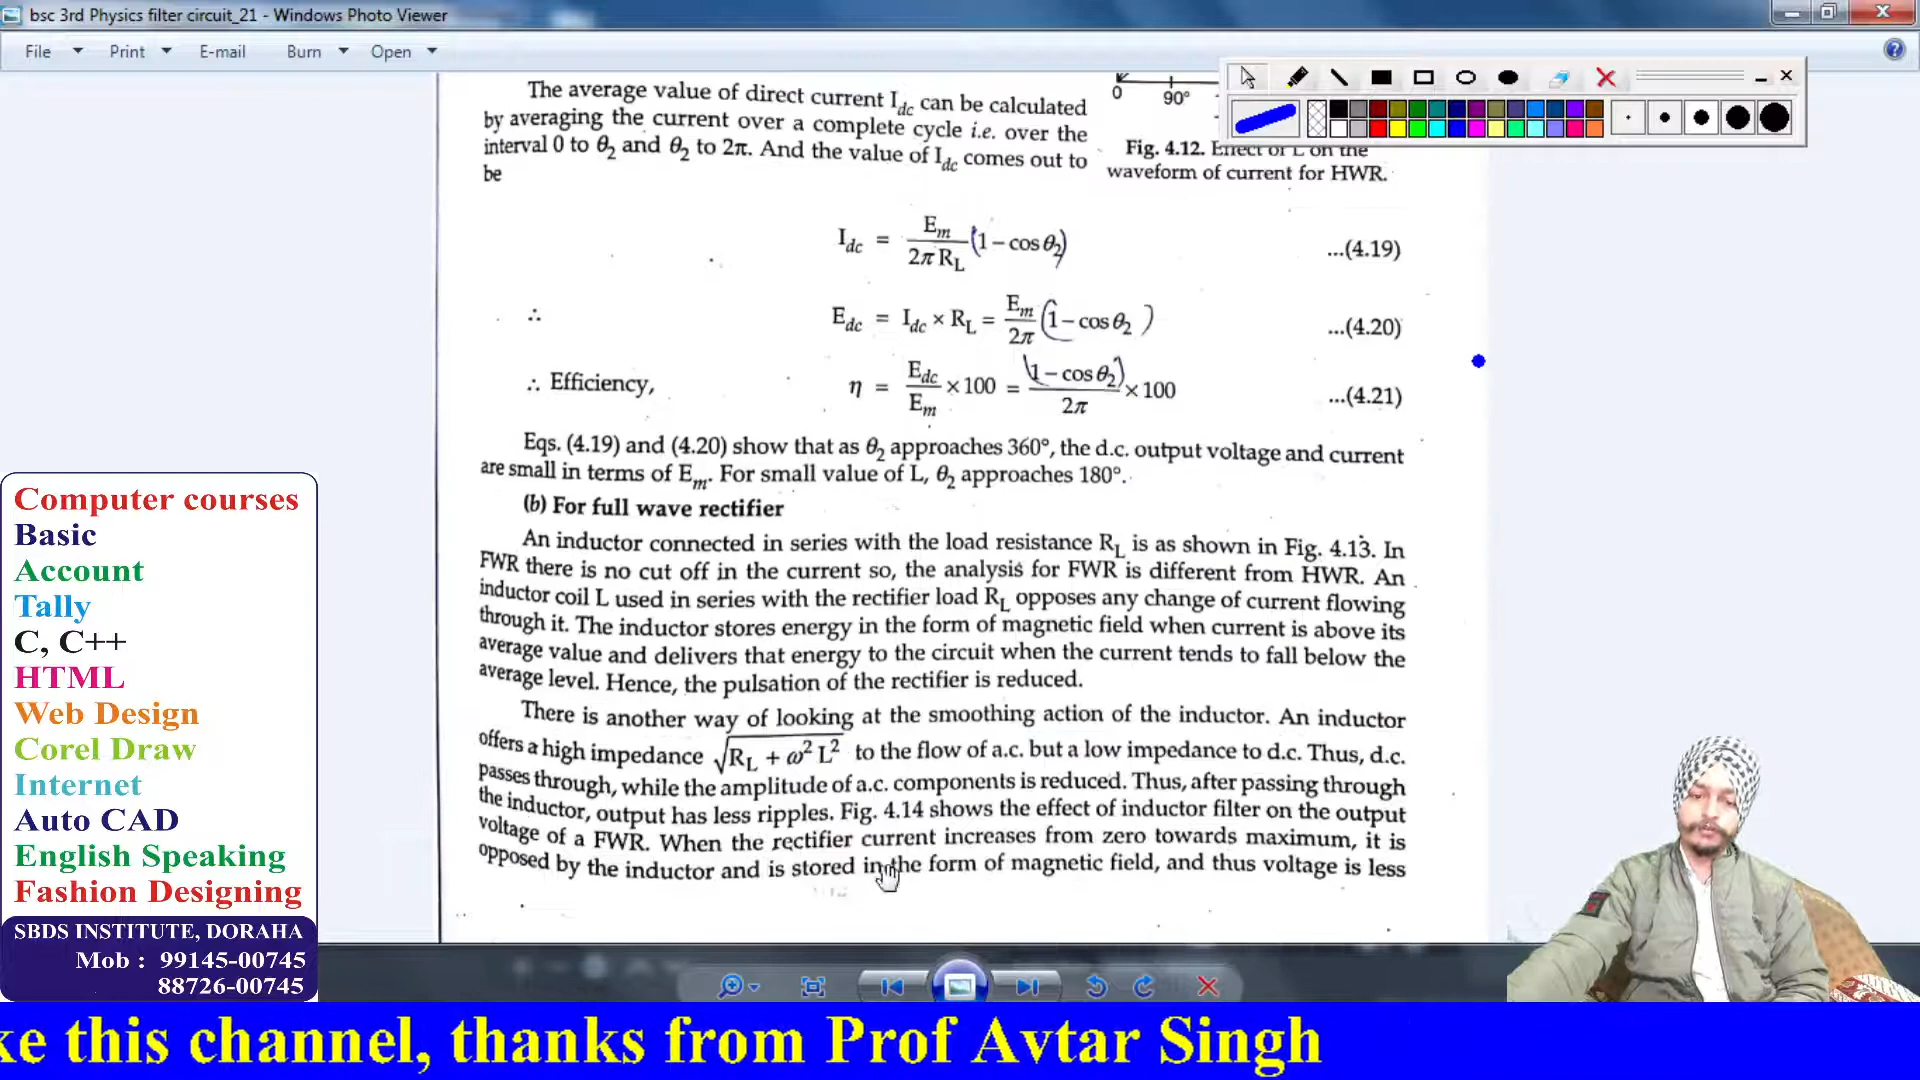 bsc 3rd Physics filter circuit_21 - Windows Photo Viewer
File Print E-mail Burn Open
The average value of direct current I_dc can be calculated
by averaging the current over a complete cycle i.e. over the
interval 0 to θ₂ and θ₂ to 2π. And the value of I_dc comes out to
be
0 90°
Fig. 4.12. Effect of L on the
waveform of current for HWR.
I_dc = E_m / 2π R_L (1 – cos θ₂) ...(4.19)
∴ E_dc = I_dc × R_L = E_m / 2π (1 – cos θ₂) ...(4.20)
∴ Efficiency, η = E_dc / E_m × 100 = (1 – cos θ₂) / 2π × 100 ...(4.21)
Eqs. (4.19) and (4.20) show that as θ₂ approaches 360°, the d.c. output voltage and current
are small in terms of E_m. For small value of L, θ₂ approaches 180°.
(b) For full wave rectifier
An inductor connected in series with the load resistance R_L is as shown in Fig. 4.13. In
FWR there is no cut off in the current so, the analysis for FWR is different from HWR. An
inductor coil L used in series with the rectifier load R_L opposes any change of current flowing
through it. The inductor stores energy in the form of magnetic field when current is above its
average value and delivers that energy to the circuit when the current tends to fall below the
average level. Hence, the pulsation of the rectifier is reduced.
There is another way of looking at the smoothing action of the inductor. An inductor
offers a high impedance √(R_L + ω² L²) to the flow of a.c. but a low impedance to d.c. Thus, d.c.
passes through, while the amplitude of a.c. components is reduced. Thus, after passing through
the inductor, output has less ripples. Fig. 4.14 shows the effect of inductor filter on the output
voltage of a FWR. When the rectifier current increases from zero towards maximum, it is
opposed by the inductor and is stored in the form of magnetic field, and thus voltage is less
Computer courses
Basic
Account
Tally
C, C++
HTML
Web Design
Corel Draw
Internet
Auto CAD
English Speaking
Fashion Designing
SBDS INSTITUTE, DORAHA
Mob : 99145-00745
88726-00745
ke this channel, thanks from Prof Avtar Singh